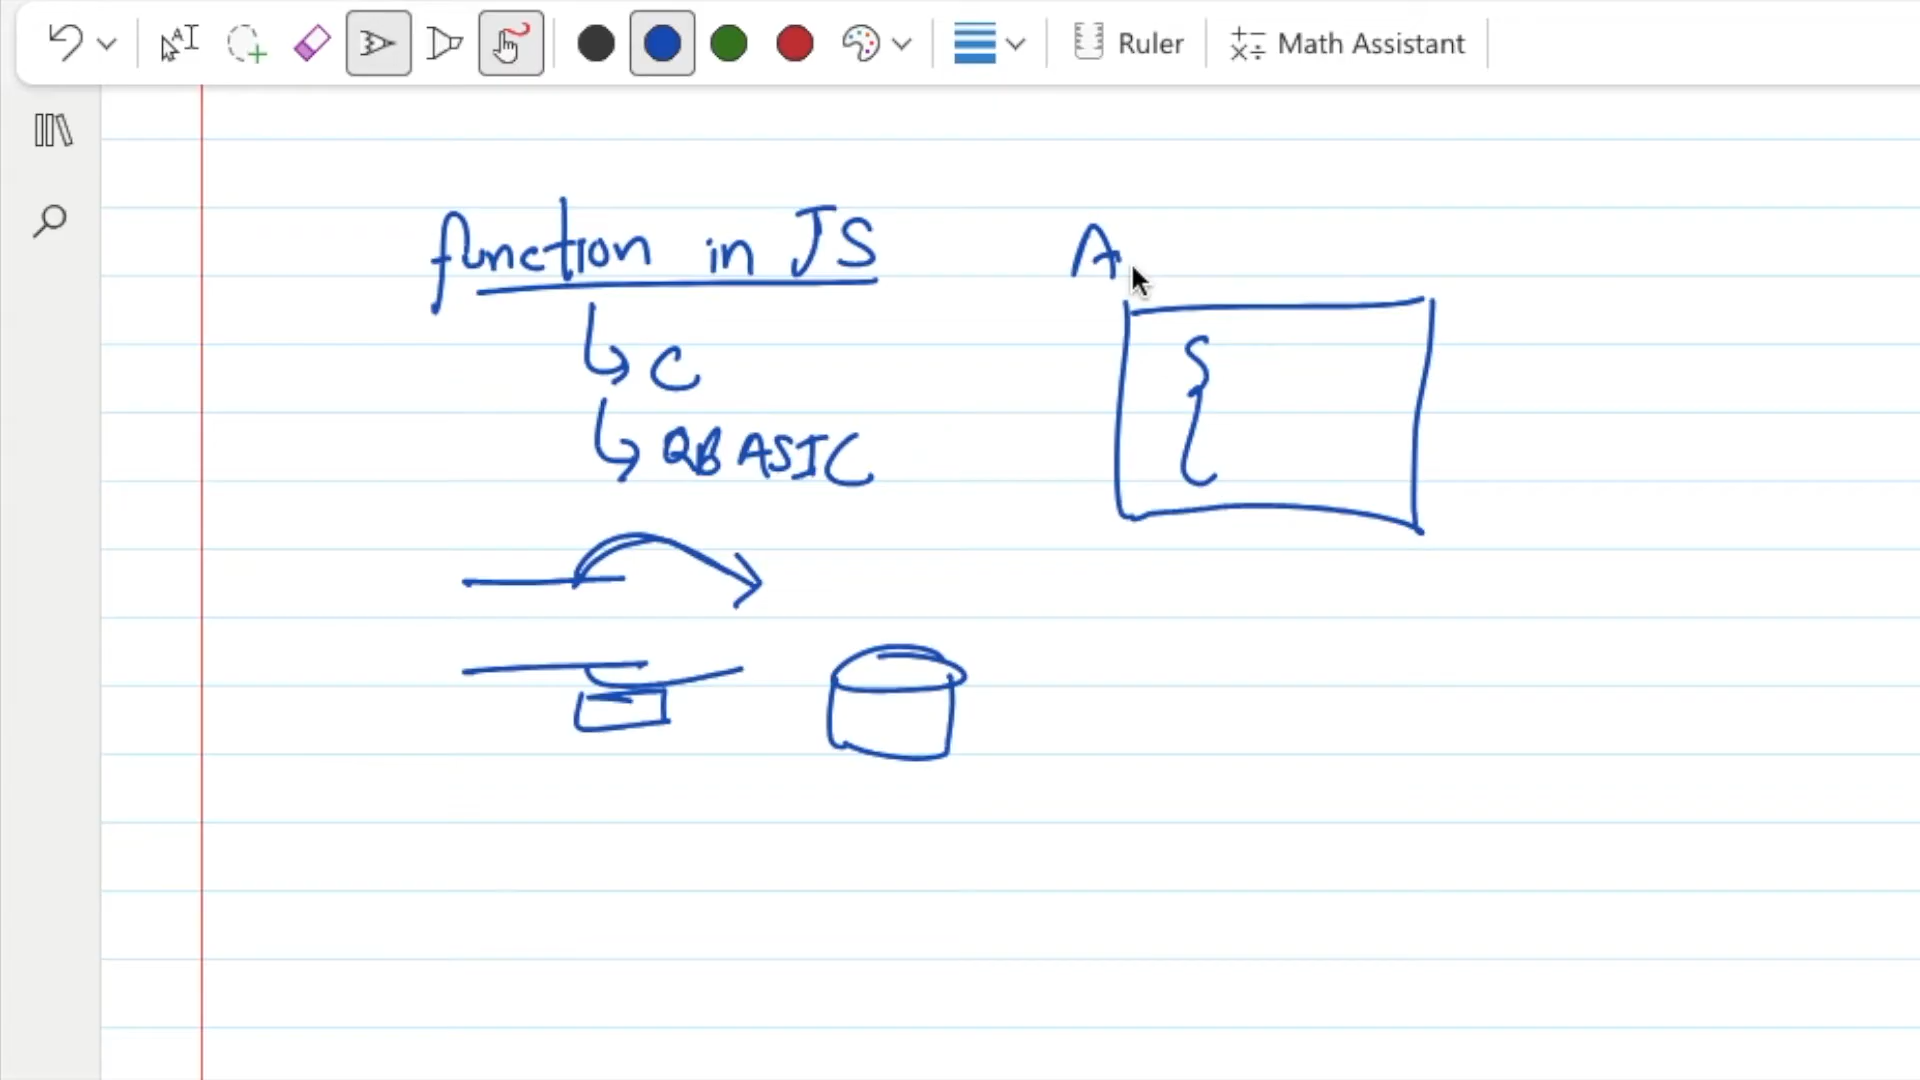 Ruler
Math Assistant
function in JS
C
QBASIC
A